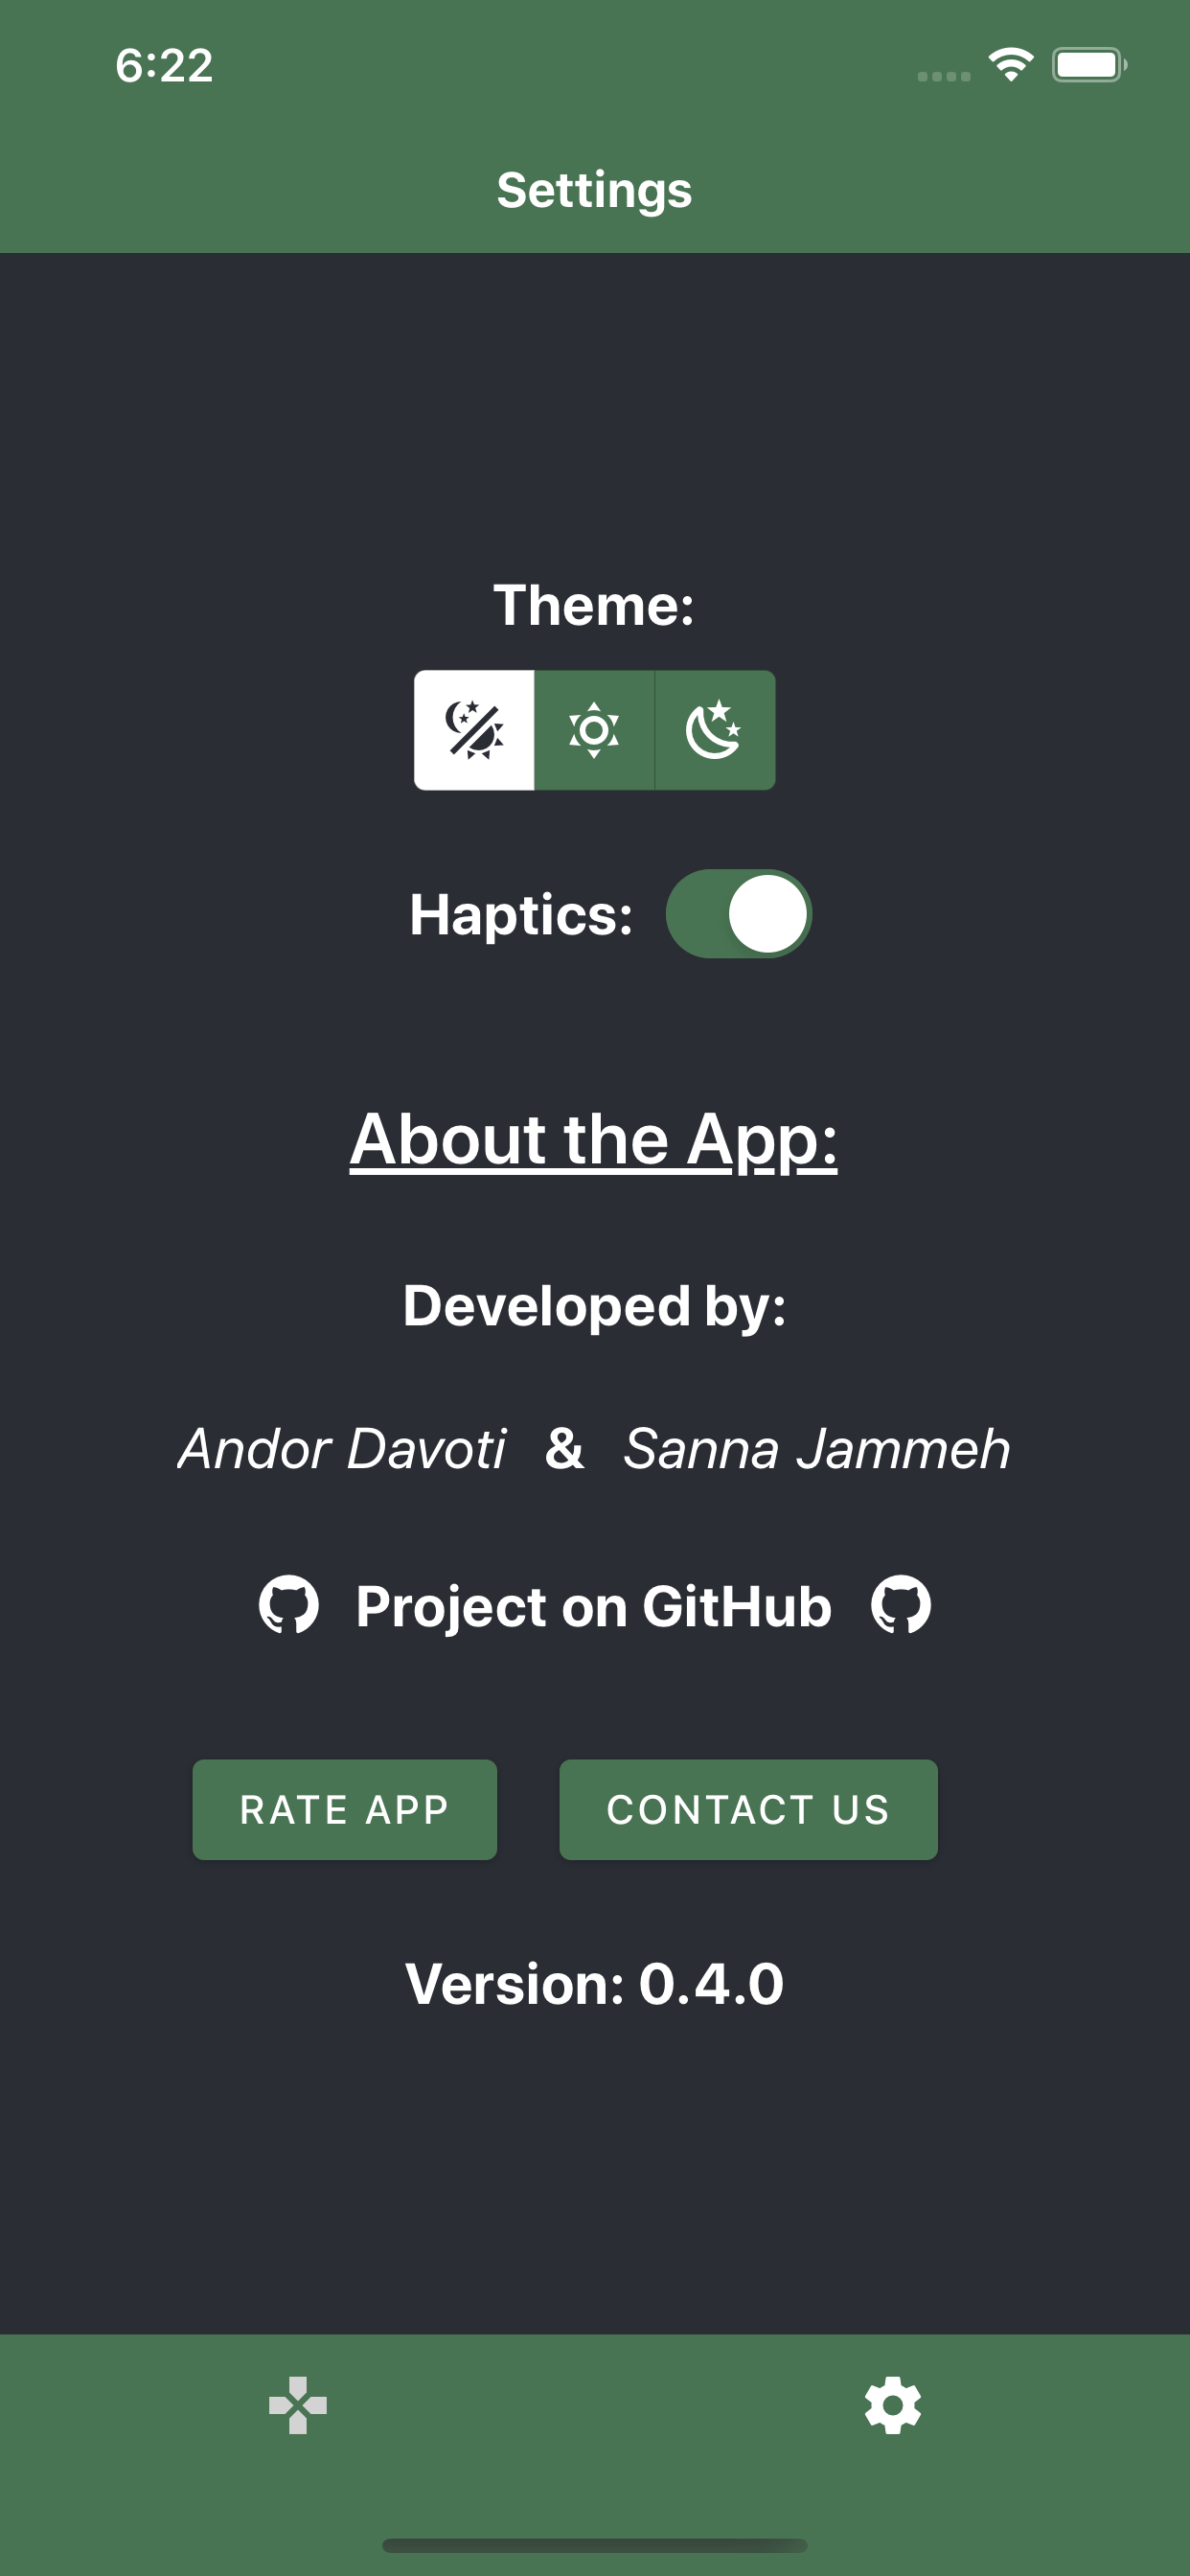 6:22
Settings
Theme:
Haptics:
About the App:
Developed by:
Andor Davoti & Sanna Jammeh
Project on GitHub
RATE APP CONTACT US
Version: 0.4.0